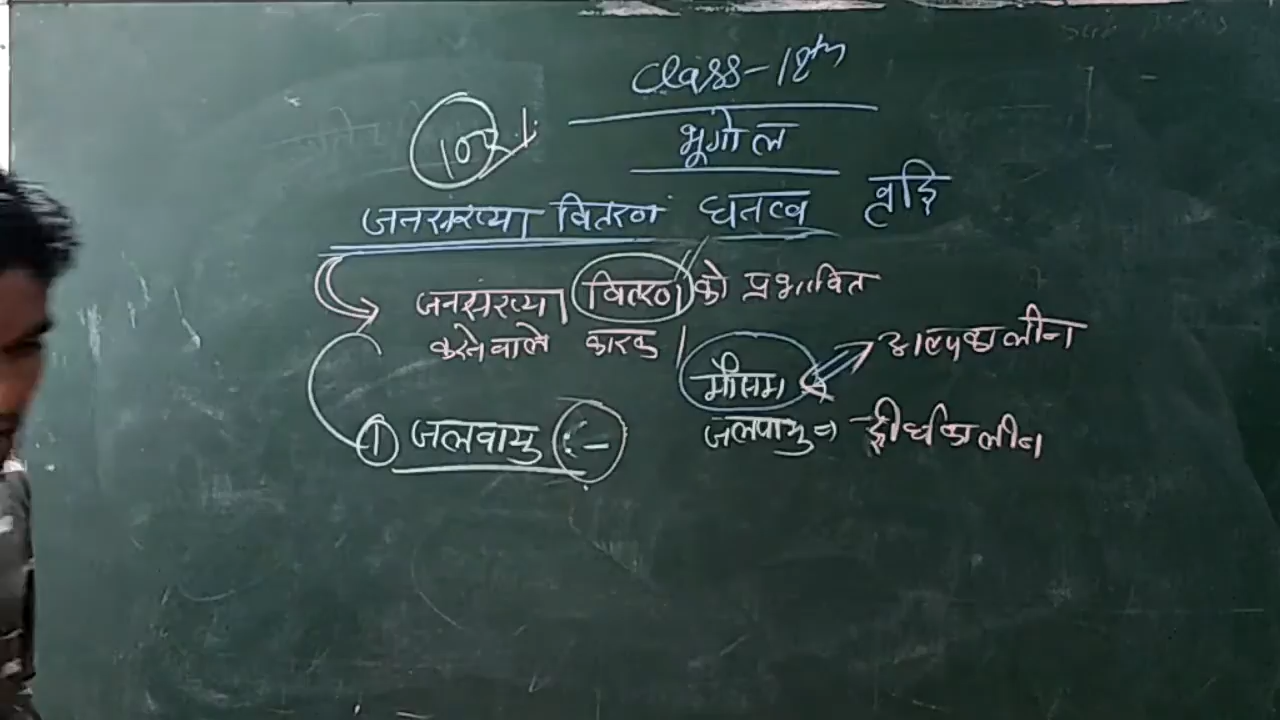 Class-12th
भूगोल
जनसंख्या वितरण घनत्व वृद्धि
जनसंख्या वितरण को प्रभावित
करने वाले कारक
मौसम → अल्पकालीन
① जलवायु :-
जलवायु → दीर्घकालीन